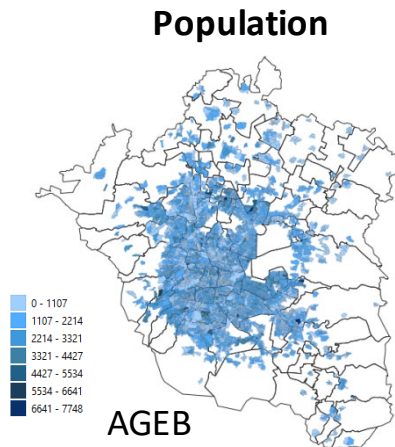 Population
0 - 1107
1107 - 2214
2214 - 3321
3321 - 4427
4427 - 5534
5534 - 6641
6641 - 7748
AGEB